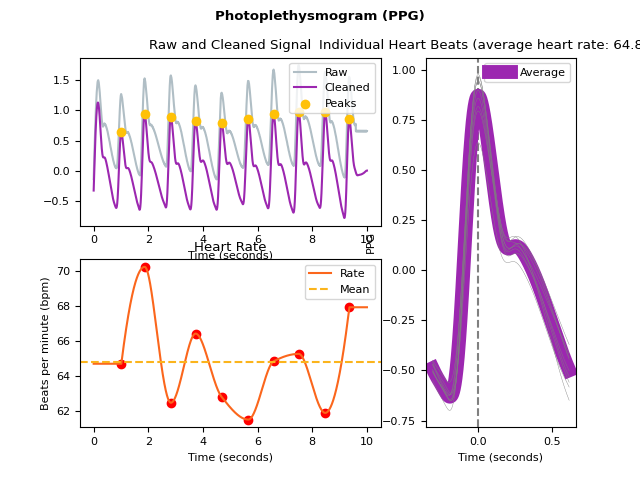 Photoplethysmogram (PPG)
Raw and Cleaned Signal
Individual Heart Beats (average heart rate: 64.8
Raw
Cleaned
Peaks
1.5
1.0
0.5
0.0
−0.5
0
2
4
6
8
10
Time (seconds)
Heart Rate
Rate
Mean
Beats per minute (bpm)
70
68
66
64
62
0
2
4
6
8
10
Time (seconds)
PPG
Average
1.00
0.75
0.50
0.25
0.00
−0.25
−0.50
−0.75
0.0
0.5
Time (seconds)